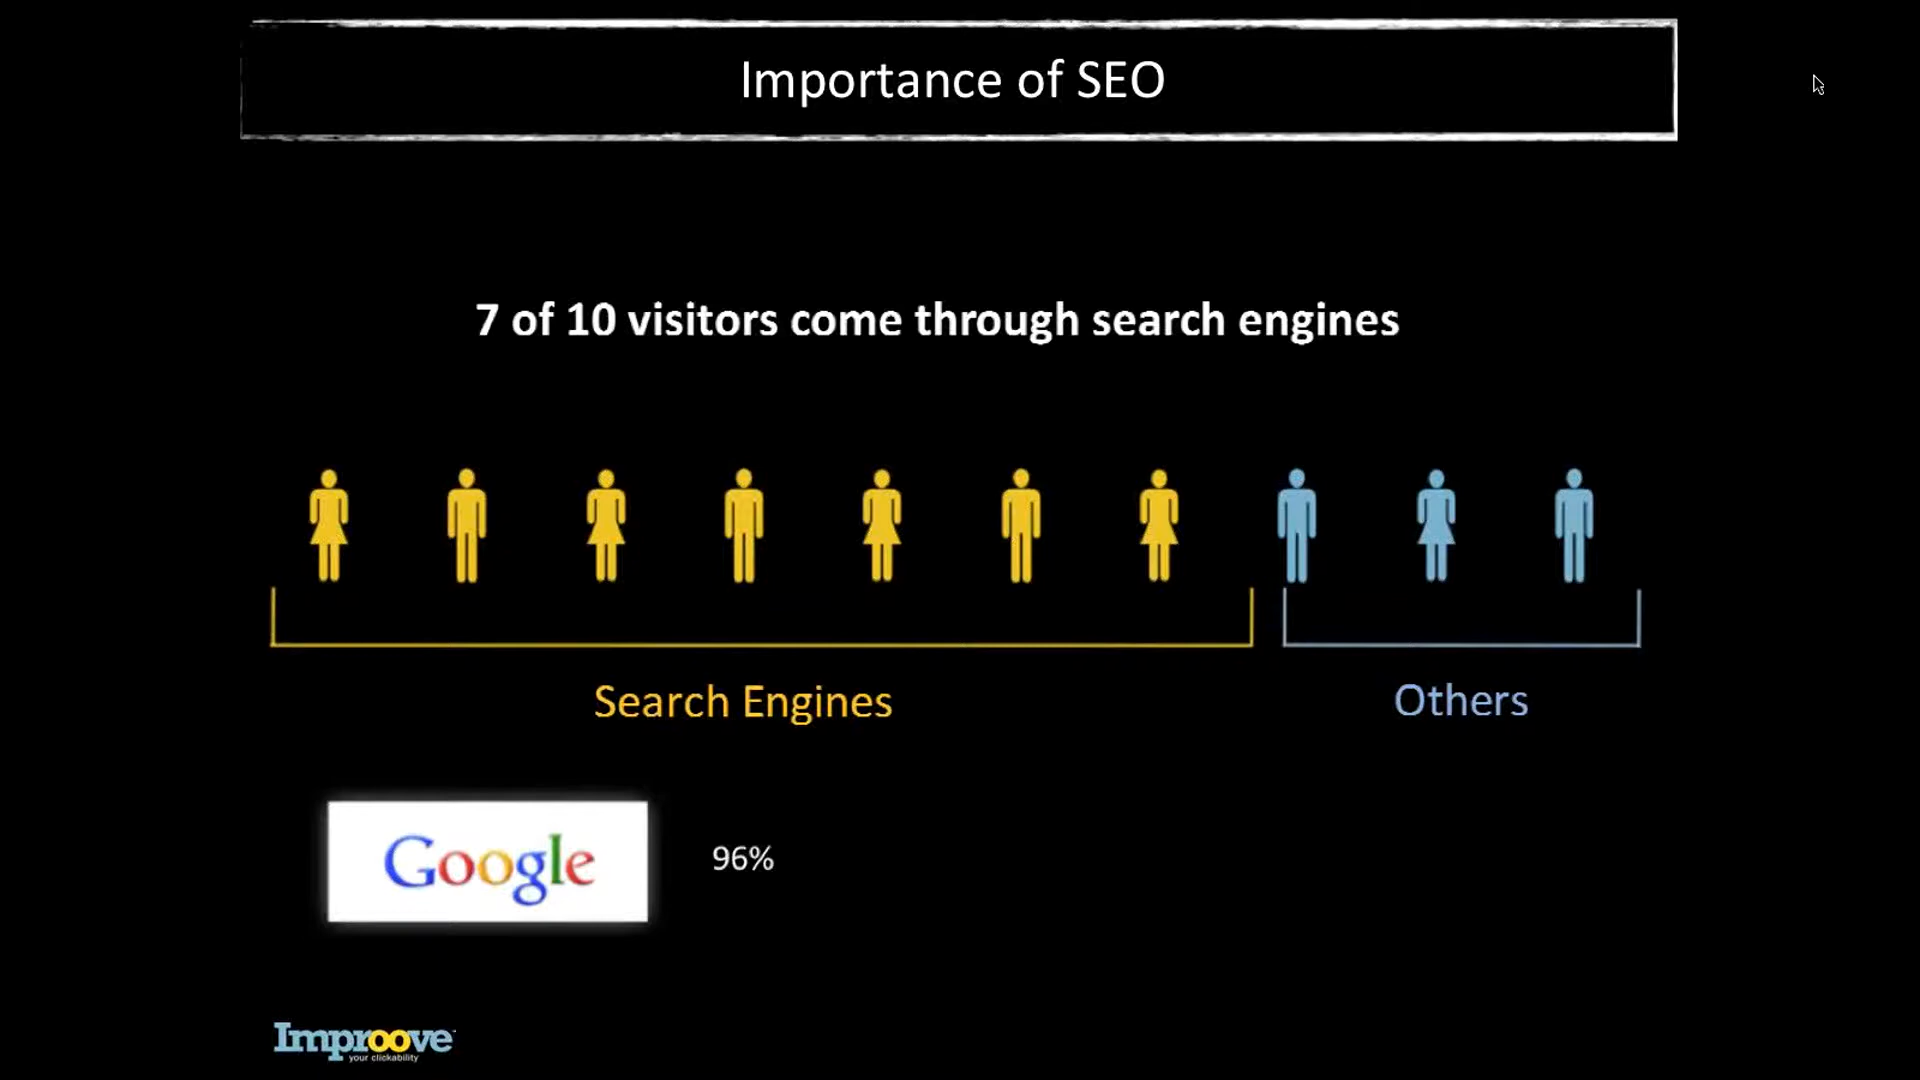 Importance of SEO
7 of 10 visitors come through search engines
Search Engines
Others
Google
96%
Improove
your clickability